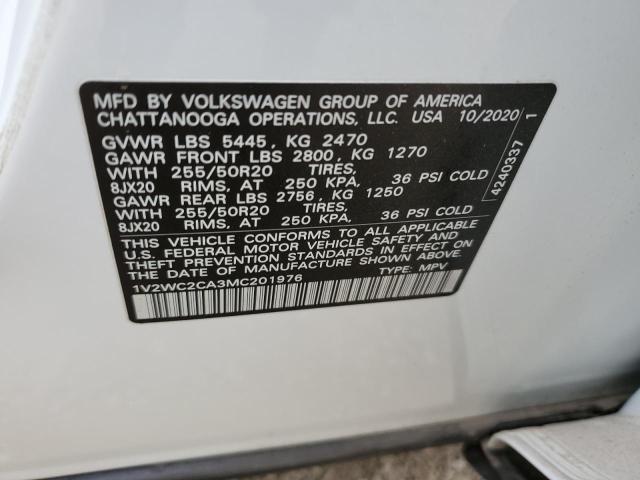 MFD BY VOLKSWAGEN GROUP OF AMERICA
CHATTANOOGA OPERATIONS, LLC. USA 10/2020
GVWR LBS 5445, KG 2470
GAWR FRONT LBS 2800, KG 1270
WITH 255/50R20 TIRES,
8JX20 RIMS, AT 250 KPA, 36 PSI COLD
GAWR REAR LBS 2756, KG 1250
WITH 255/50R20 TIRES,
8JX20 RIMS, AT 250 KPA, 36 PSI COLD
THIS VEHICLE CONFORMS TO ALL APPLICABLE
U.S. FEDERAL MOTOR VEHICLE SAFETY AND
THEFT PREVENTION STANDARDS IN EFFECT ON
THE DATE OF MANUFACTURE SHOWN ABOVE.
1V2WC2CA3MC201976 TYPE: MPV
4240337 1